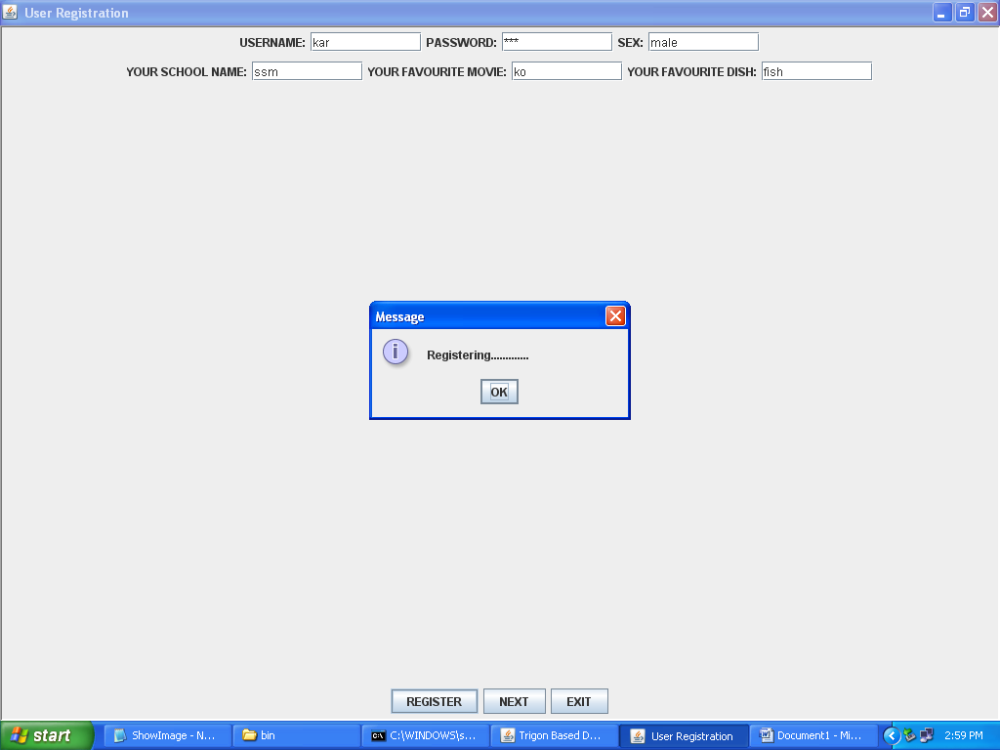 User Registration
USERNAME: kar PASSWORD: *** SEX: male
YOUR SCHOOL NAME: ssm YOUR FAVOURITE MOVIE: ko YOUR FAVOURITE DISH: fish
Message
i Registering.............
OK
REGISTER NEXT EXIT
start ShowImage - N... bin C:\WINDOWS\s... Trigon Based D... User Registration Document1 - Mi... 2:59 PM